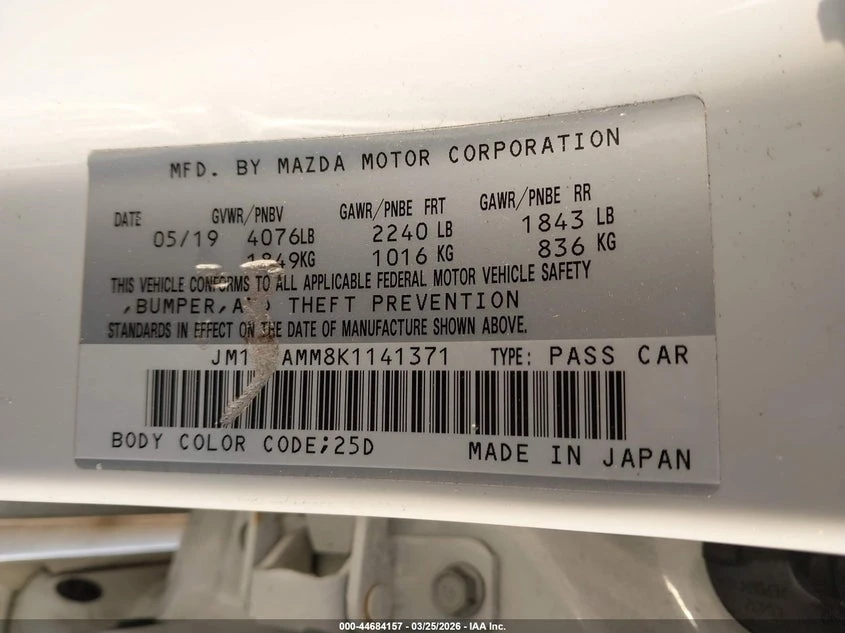 MFD. BY MAZDA MOTOR CORPORATION
DATE GVWR/PNBV GAWR/PNBE FRT GAWR/PNBE RR
05/19 4076LB 2240 LB 1843 LB
1849KG 1016 KG 836 KG
THIS VEHICLE CONFORMS TO ALL APPLICABLE FEDERAL MOTOR VEHICLE SAFETY
,BUMPER,AND THEFT PREVENTION
STANDARDS IN EFFECT ON THE DATE OF MANUFACTURE SHOWN ABOVE.
JM1 AMM8K1141371 TYPE: PASS CAR
BODY COLOR CODE;25D MADE IN JAPAN
000-44684157 - 03/25/2026 - IAA Inc.